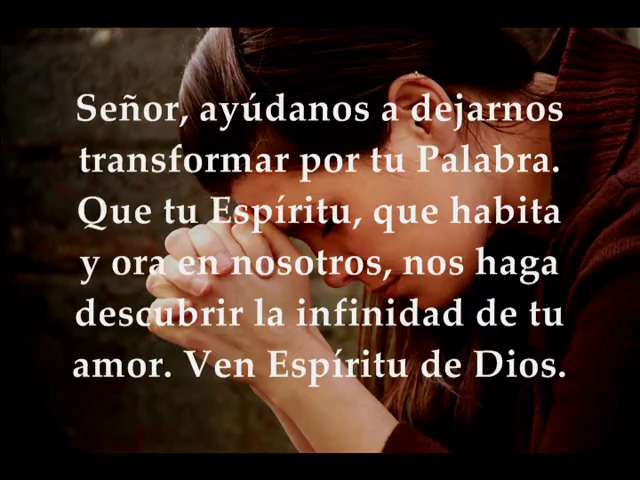 Señor, ayúdanos a dejarnos
transformar por tu Palabra.
Que tu Espíritu, que habita
y ora en nosotros, nos haga
descubrir la infinidad de tu
amor. Ven Espíritu de Dios.